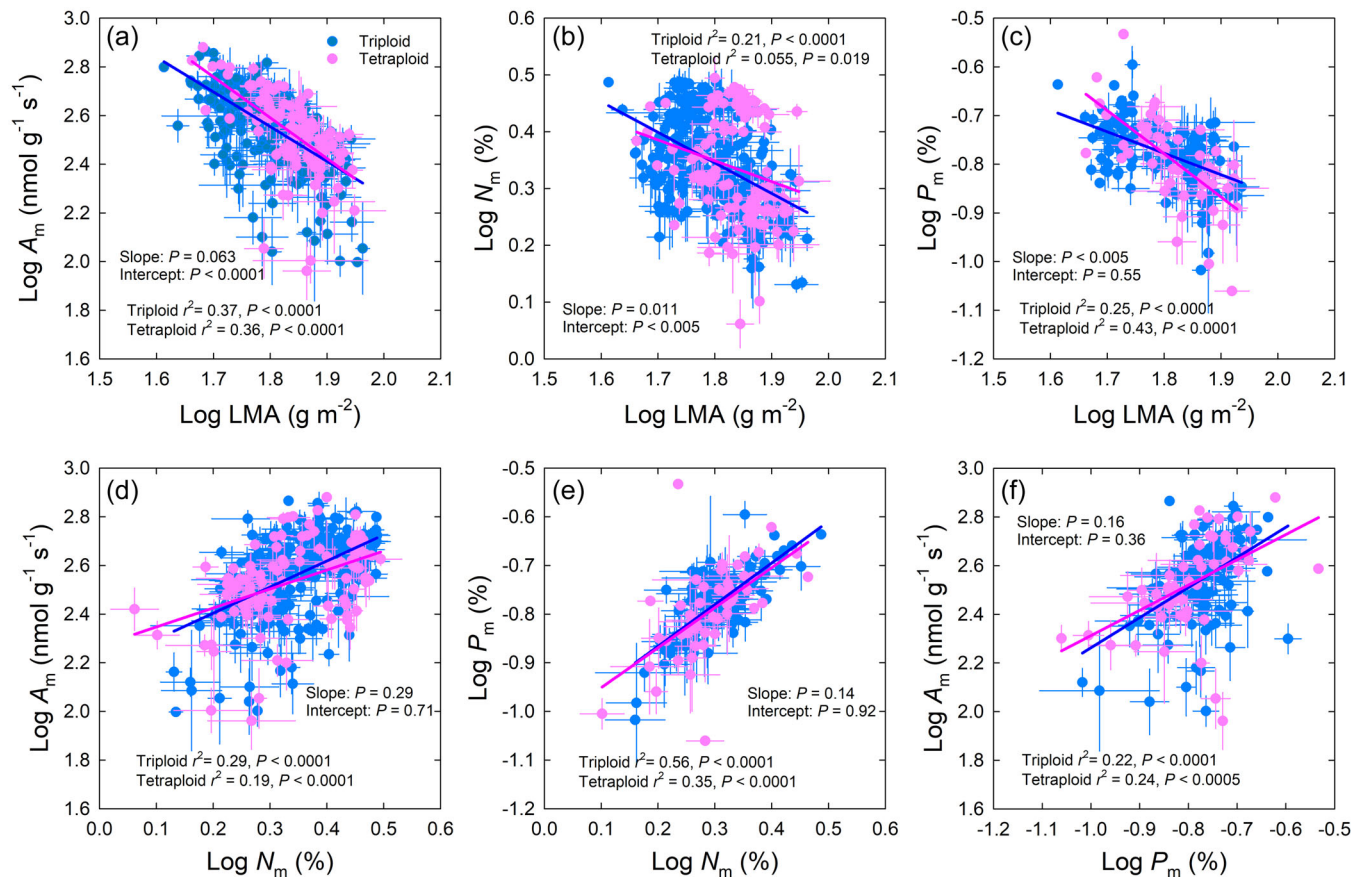 (a)
Triploid
Tetraploid
Slope: P = 0.063
Intercept: P < 0.0001
Triploid r² = 0.37, P < 0.0001
Tetraploid r² = 0.36, P < 0.0001
Log Aₘ (nmol g⁻¹ s⁻¹)
3.0
2.8
2.6
2.4
2.2
2.0
1.8
1.6
1.5 1.6 1.7 1.8 1.9 2.0 2.1
Log LMA (g m⁻²)
(b)
Triploid r² = 0.21, P < 0.0001
Tetraploid r² = 0.055, P = 0.019
Slope: P = 0.011
Intercept: P < 0.005
Log Nₘ (%)
0.6
0.5
0.4
0.3
0.2
0.1
0.0
1.5 1.6 1.7 1.8 1.9 2.0 2.1
Log LMA (g m⁻²)
(c)
Slope: P < 0.005
Intercept: P = 0.55
Triploid r² = 0.25, P < 0.0001
Tetraploid r² = 0.43, P < 0.0001
Log Pₘ (%)
-0.5
-0.6
-0.7
-0.8
-0.9
-1.0
-1.1
-1.2
1.5 1.6 1.7 1.8 1.9 2.0 2.1
Log LMA (g m⁻²)
(d)
Slope: P = 0.29
Intercept: P = 0.71
Triploid r² = 0.29, P < 0.0001
Tetraploid r² = 0.19, P < 0.0001
Log Aₘ (nmol g⁻¹ s⁻¹)
3.0
2.8
2.6
2.4
2.2
2.0
1.8
1.6
0.0 0.1 0.2 0.3 0.4 0.5 0.6
Log Nₘ (%)
(e)
Slope: P = 0.14
Intercept: P = 0.92
Triploid r² = 0.56, P < 0.0001
Tetraploid r² = 0.35, P < 0.0001
Log Pₘ (%)
-0.5
-0.6
-0.7
-0.8
-0.9
-1.0
-1.1
-1.2
0.0 0.1 0.2 0.3 0.4 0.5 0.6
Log Nₘ (%)
(f)
Slope: P = 0.16
Intercept: P = 0.36
Triploid r² = 0.22, P < 0.0001
Tetraploid r² = 0.24, P < 0.0005
Log Aₘ (nmol g⁻¹ s⁻¹)
3.0
2.8
2.6
2.4
2.2
2.0
1.8
1.6
-1.2 -1.1 -1.0 -0.9 -0.8 -0.7 -0.6 -0.5
Log Pₘ (%)